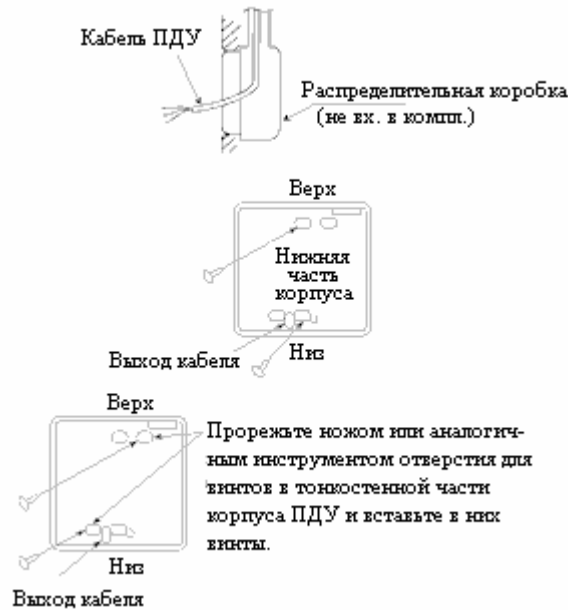 Кабель ПДУ
Распределительная коробка
(не вх. в компл.)
Верх
Нижняя
часть
корпуса
Выход кабеля
Низ
Верх
Прорежьте ножом или аналогич-
ным инструментом отверстия для
винтов в тонкостенной части
корпуса ПДУ и вставьте в них
винты.
Низ
Выход кабеля